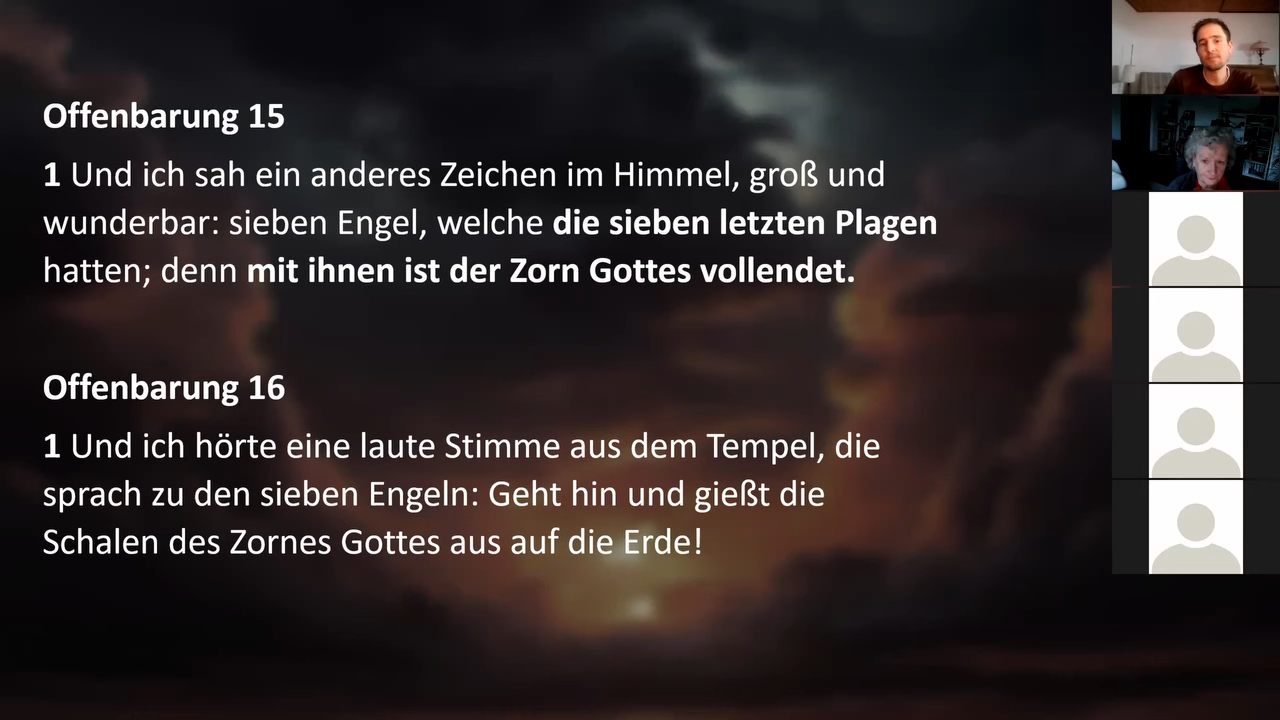 Offenbarung 15
1 Und ich sah ein anderes Zeichen im Himmel, groß und
wunderbar: sieben Engel, welche die sieben letzten Plagen
hatten; denn mit ihnen ist der Zorn Gottes vollendet.
Offenbarung 16
1 Und ich hörte eine laute Stimme aus dem Tempel, die
sprach zu den sieben Engeln: Geht hin und gießt die
Schalen des Zornes Gottes aus auf die Erde!